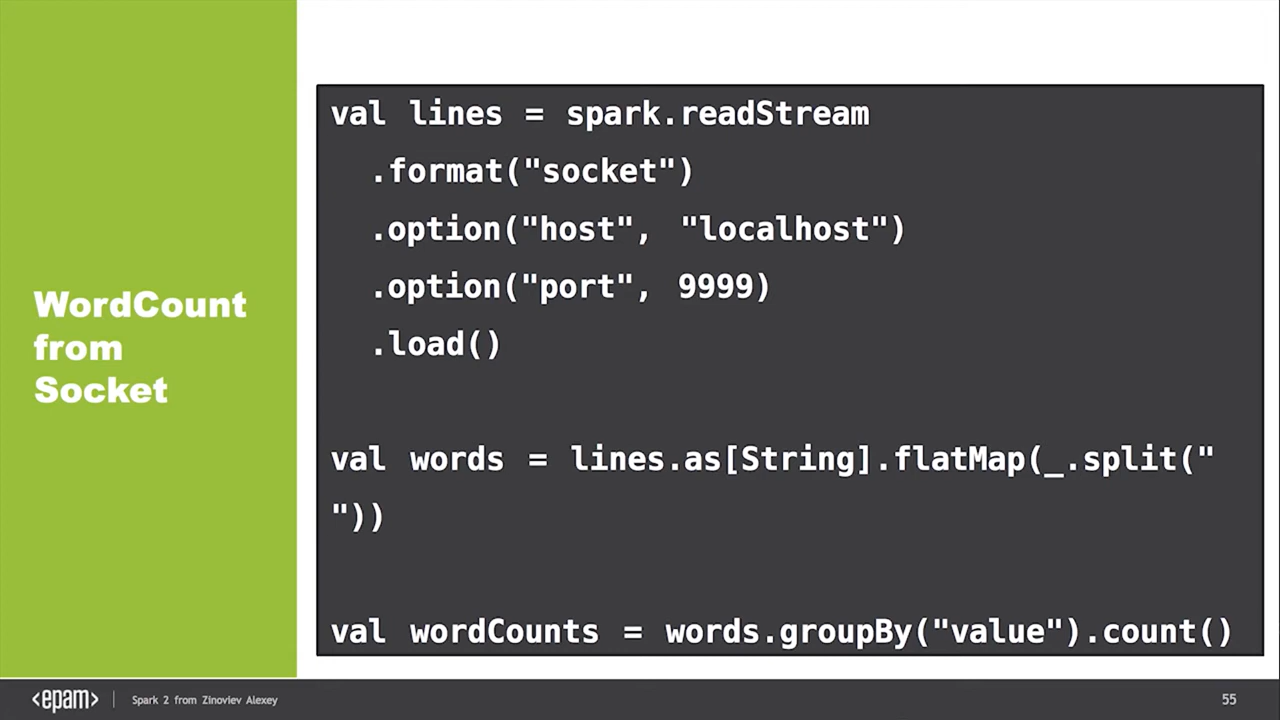 WordCount
from
Socket
val lines = spark.readStream
.format("socket")
.option("host", "localhost")
.option("port", 9999)
.load()
val words = lines.as[String].flatMap(_.split("
"))
val wordCounts = words.groupBy("value").count()
<epam> Spark 2 from Zinoviev Alexey 55